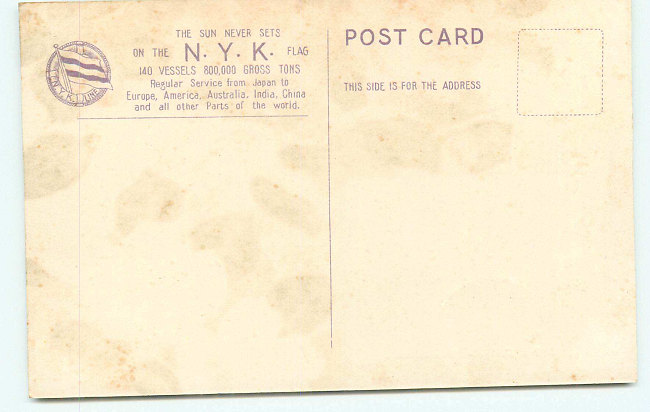 THE SUN NEVER SETS
ON THE N.Y.K. FLAG
140 VESSELS 800,000 GROSS TONS
Regular Service from Japan to
Europe, America, Australia, India, China
and all other Parts of the world.
N.Y.K. LINE
POST CARD
THIS SIDE IS FOR THE ADDRESS